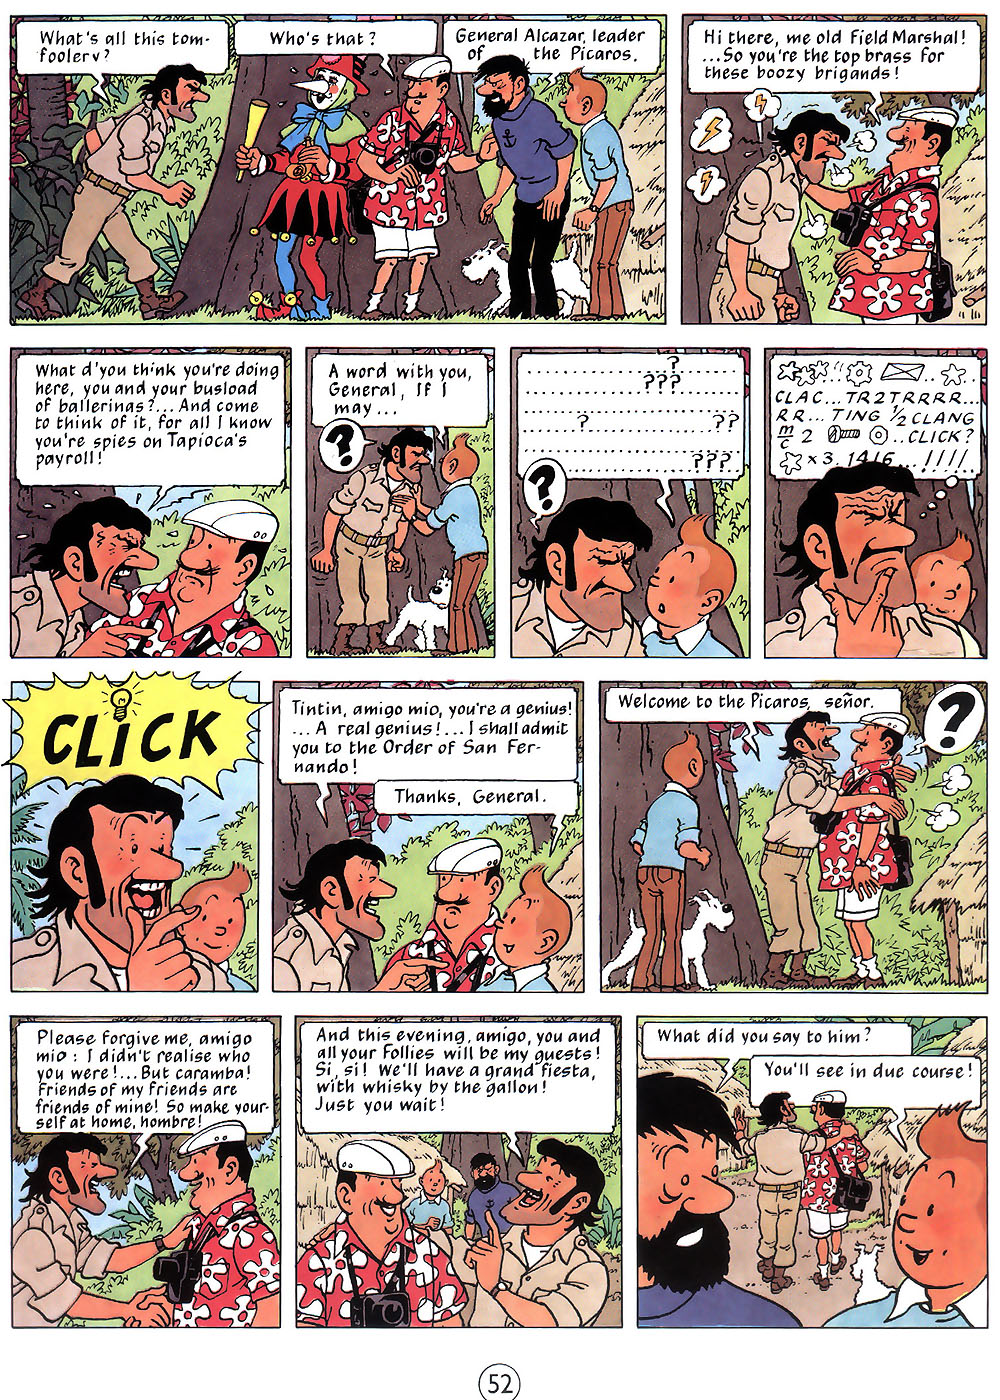 What's all this tom-
foolery?
Who's that?
General Alcazar, leader
of the Picaros.
Hi there, me old Field Marshal!
...So you're the top brass for
these boozy brigands!
What d'you think you're doing
here, you and your busload
of ballerinas?... And come
to think of it, for all I know
you're spies on Tapioca's
payroll!
A word with you,
General, If I
may...
?
?
???
? ??
???
?
CLAC...TR2TRRRR...
RR... TING ½ CLANG
m/c 2 ..CLICK?
x3.1416... ////
CLICK
Tintin, amigo mio, you're a genius!
... A real genius!... I shall admit
you to the Order of San Fer-
nando!
Thanks, General.
Welcome to the Picaros, señor.
?
Please forgive me, amigo
mio: I didn't realise who
you were!... But caramba!
Friends of my friends are
friends of mine! So make your-
self at home, hombre!
And this evening, amigo, you and
all your Follies will be my guests!
Si, si! We'll have a grand fiesta,
with whisky by the gallon!
Just you wait!
What did you say to him?
You'll see in due course!
52